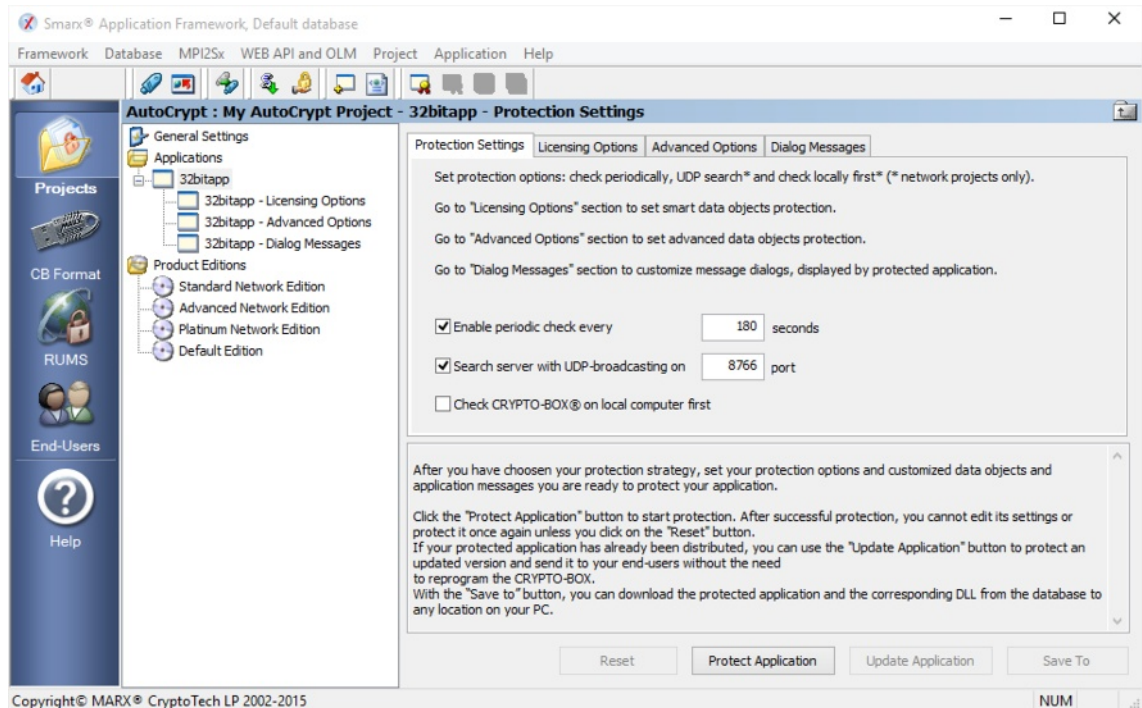 Smarx® Application Framework, Default database
Framework Database MPI2Sx WEB API and OLM Project Application Help
AutoCrypt : My AutoCrypt Project - 32bitapp - Protection Settings
Projects
CB Format
RUMS
End-Users
Help
General Settings
Applications
32bitapp
32bitapp - Licensing Options
32bitapp - Advanced Options
32bitapp - Dialog Messages
Product Editions
Standard Network Edition
Advanced Network Edition
Platinum Network Edition
Default Edition
Protection Settings Licensing Options Advanced Options Dialog Messages
Set protection options: check periodically, UDP search* and check locally first* (* network projects only).
Go to "Licensing Options" section to set smart data objects protection.
Go to "Advanced Options" section to set advanced data objects protection.
Go to "Dialog Messages" section to customize message dialogs, displayed by protected application.
Enable periodic check every 180 seconds
Search server with UDP-broadcasting on 8766 port
Check CRYPTO-BOX® on local computer first
After you have choosen your protection strategy, set your protection options and customized data objects and
application messages you are ready to protect your application.
Click the "Protect Application" button to start protection. After successful protection, you cannot edit its settings or
protect it once again unless you click on the "Reset" button.
If your protected application has already been distributed, you can use the "Update Application" button to protect an
updated version and send it to your end-users without the need
to reprogram the CRYPTO-BOX.
With the "Save to" button, you can download the protected application and the corresponding DLL from the database to
any location on your PC.
Reset Protect Application Update Application Save To
Copyright© MARX® CryptoTech LP 2002-2015 NUM